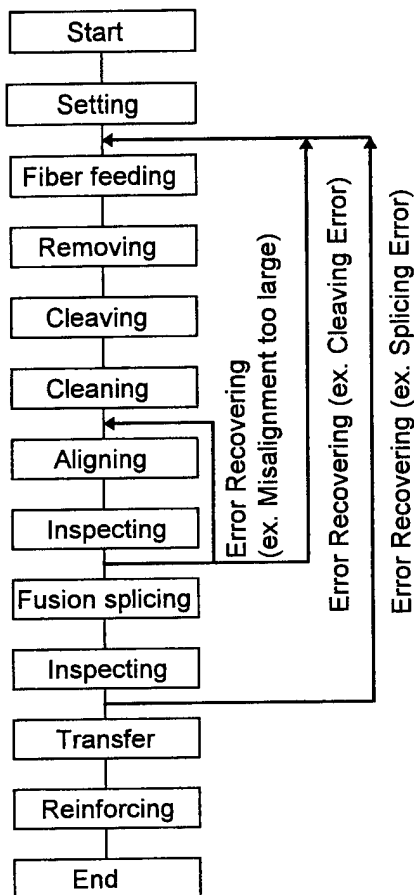 Start
Setting
Fiber feeding
Removing
Cleaving
Cleaning
Aligning
Inspecting
Fusion splicing
Inspecting
Transfer
Reinforcing
End
Error Recovering
(ex. Misalignment too large)
Error Recovering (ex. Cleaving Error)
Error Recovering (ex. Splicing Error)